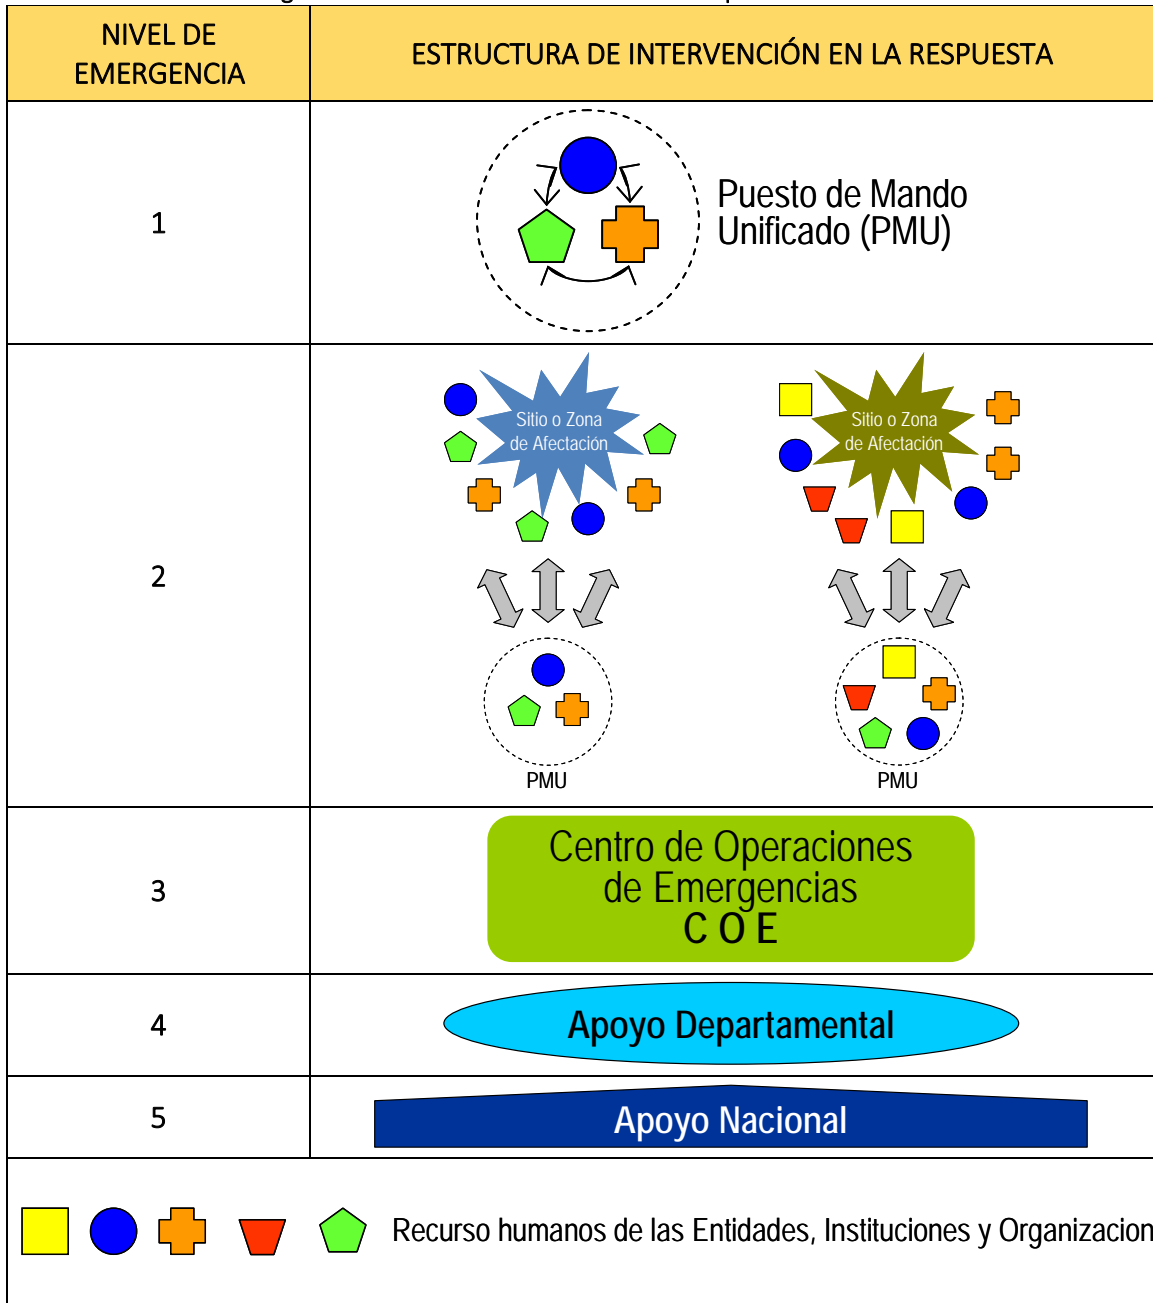 NIVEL DE
EMERGENCIA
ESTRUCTURA DE INTERVENCIÓN EN LA RESPUESTA
1
Puesto de Mando
Unificado (PMU)
2
Sitio o Zona
de Afectación
Sitio o Zona
de Afectación
PMU
PMU
3
Centro de Operaciones
de Emergencias
C O E
4
Apoyo Departamental
5
Apoyo Nacional
Recurso humanos de las Entidades, Instituciones y Organizacion